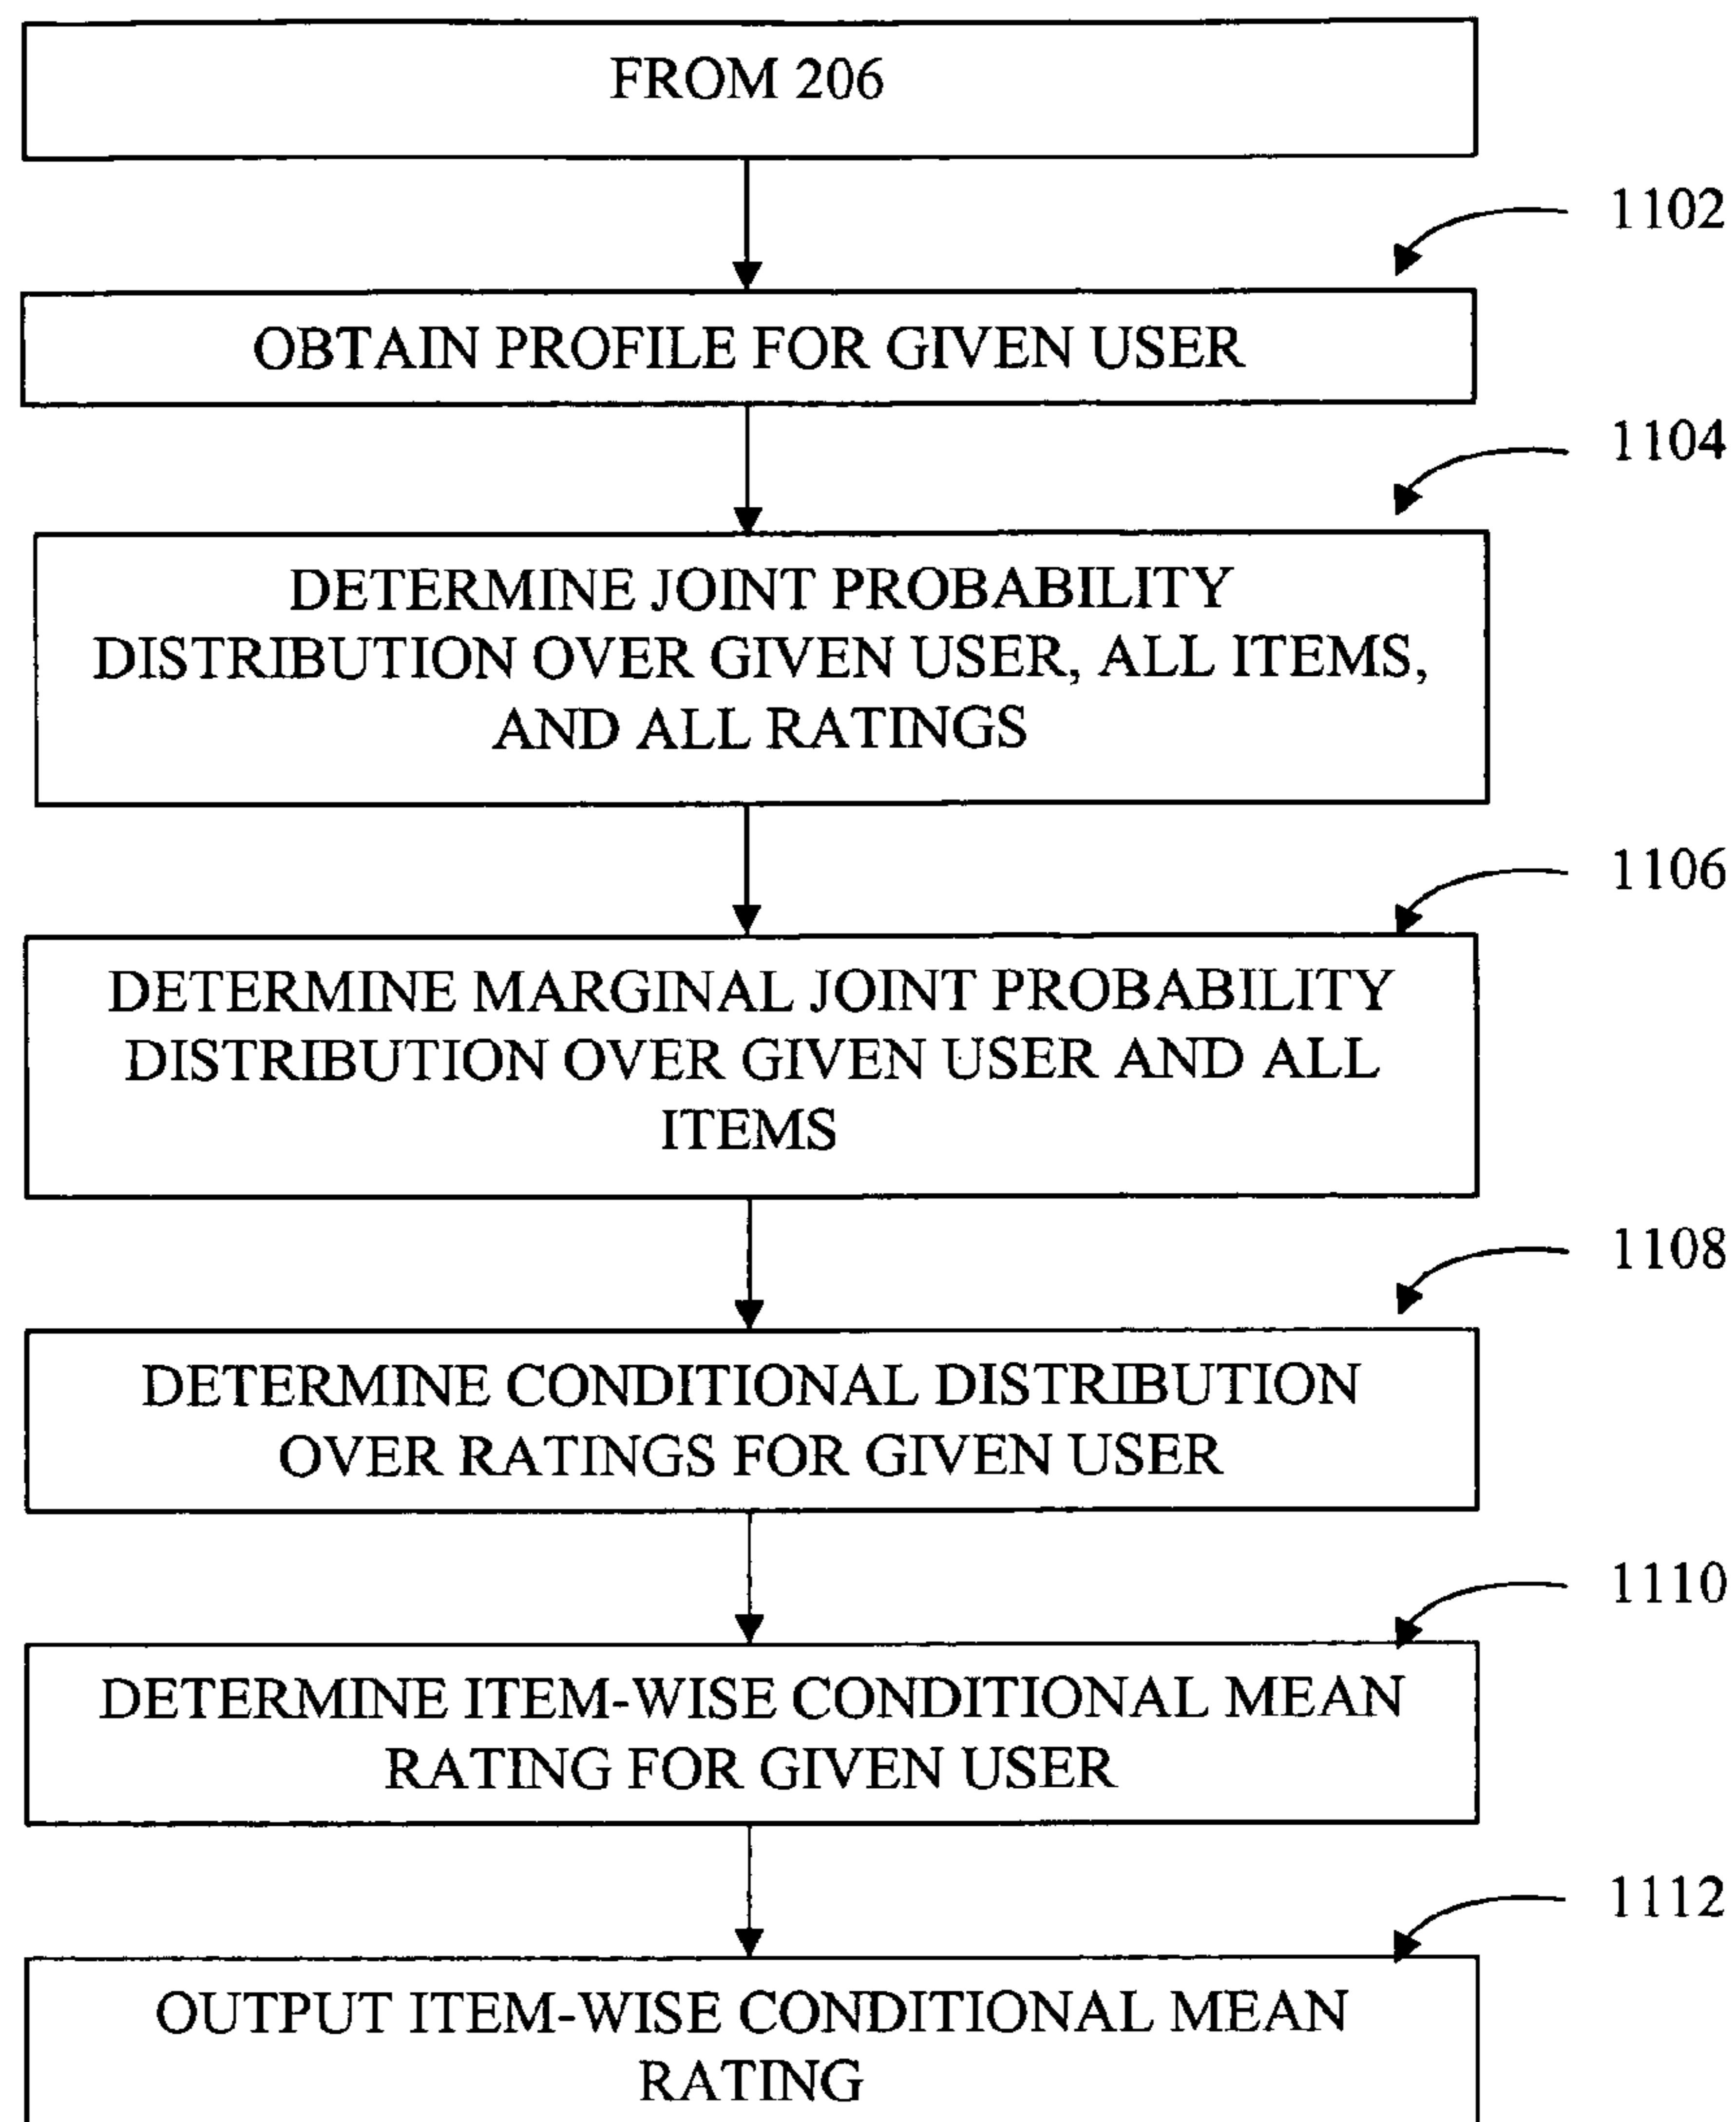 FROM 206
1102
OBTAIN PROFILE FOR GIVEN USER
1104
DETERMINE JOINT PROBABILITY
DISTRIBUTION OVER GIVEN USER, ALL ITEMS,
AND ALL RATINGS
1106
DETERMINE MARGINAL JOINT PROBABILITY
DISTRIBUTION OVER GIVEN USER AND ALL
ITEMS
1108
DETERMINE CONDITIONAL DISTRIBUTION
OVER RATINGS FOR GIVEN USER
1110
DETERMINE ITEM-WISE CONDITIONAL MEAN
RATING FOR GIVEN USER
1112
OUTPUT ITEM-WISE CONDITIONAL MEAN
RATING